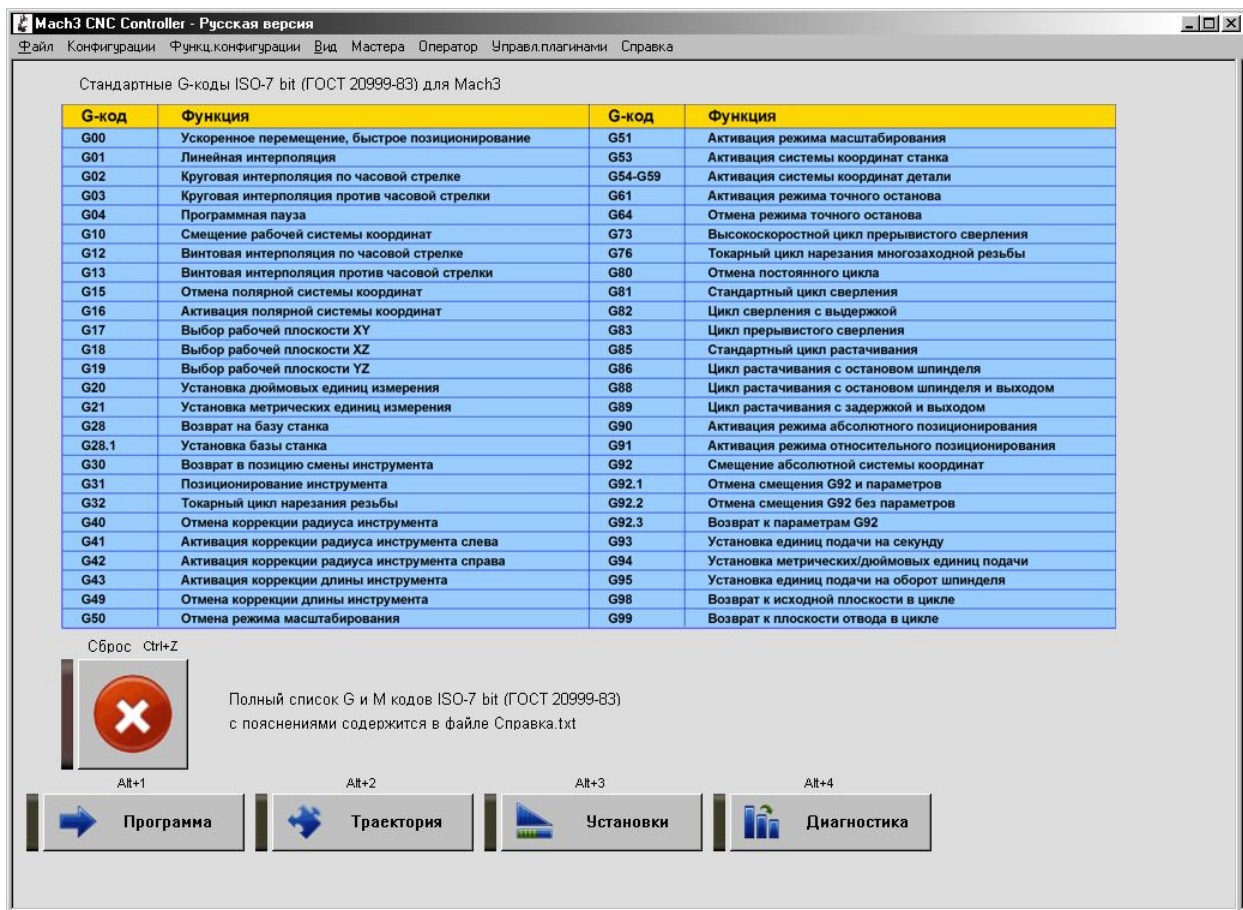 Mach3 CNC Controller - Русская версия
Файл Конфигурации Функц.конфигурации Вид Мастера Оператор Управл.плагинами Справка
Стандартные G-коды ISO-7 bit (ГОСТ 20999-83) для Mach3
G-код Функция G-код Функция
G00 Ускоренное перемещение, быстрое позиционирование G51 Активация режима масштабирования
G01 Линейная интерполяция G53 Активация системы координат станка
G02 Круговая интерполяция по часовой стрелке G54-G59 Активация системы координат детали
G03 Круговая интерполяция против часовой стрелки G61 Активация режима точного останова
G04 Программная пауза G64 Отмена режима точного останова
G10 Смещение рабочей системы координат G73 Высокоскоростной цикл прерывистого сверления
G12 Винтовая интерполяция по часовой стрелке G76 Токарный цикл нарезания многозаходной резьбы
G13 Винтовая интерполяция против часовой стрелки G80 Отмена постоянного цикла
G15 Отмена полярной системы координат G81 Стандартный цикл сверления
G16 Активация полярной системы координат G82 Цикл сверления с выдержкой
G17 Выбор рабочей плоскости XY G83 Цикл прерывистого сверления
G18 Выбор рабочей плоскости XZ G85 Стандартный цикл растачивания
G19 Выбор рабочей плоскости YZ G86 Цикл растачивания с остановом шпинделя
G20 Установка дюймовых единиц измерения G88 Цикл растачивания с остановом шпинделя и выходом
G21 Установка метрических единиц измерения G89 Цикл растачивания с задержкой и выходом
G28 Возврат на базу станка G90 Активация режима абсолютного позиционирования
G28.1 Установка базы станка G91 Активация режима относительного позиционирования
G30 Возврат в позицию смены инструмента G92 Смещение абсолютной системы координат
G31 Позиционирование инструмента G92.1 Отмена смещения G92 и параметров
G32 Токарный цикл нарезания резьбы G92.2 Отмена смещения G92 без параметров
G40 Отмена коррекции радиуса инструмента G92.3 Возврат к параметрам G92
G41 Активация коррекции радиуса инструмента слева G93 Установка единиц подачи на секунду
G42 Активация коррекции радиуса инструмента справа G94 Установка метрических/дюймовых единиц подачи
G43 Активация коррекции длины инструмента G95 Установка единиц подачи на оборот шпинделя
G49 Отмена коррекции длины инструмента G98 Возврат к исходной плоскости в цикле
G50 Отмена режима масштабирования G99 Возврат к плоскости отвода в цикле
Сброс Ctrl+Z
Полный список G и M кодов ISO-7 bit (ГОСТ 20999-83)
с пояснениями содержится в файле Справка.txt
Alt+1 Alt+2 Alt+3 Alt+4
Программа Траектория Установки Диагностика